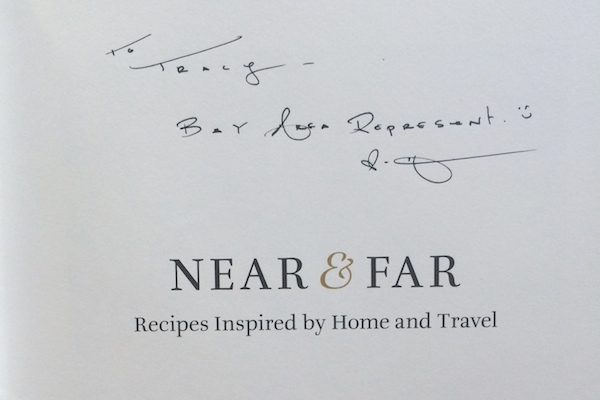 To
Tracy -
Bay Area Represent. :)
NEAR & FAR
Recipes Inspired by Home and Travel